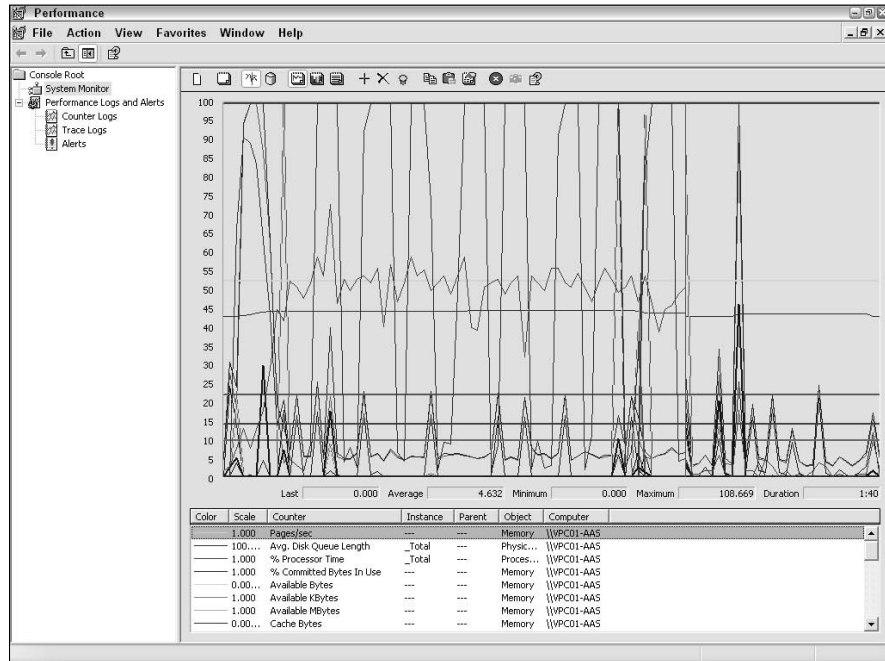 Performance
File Action View Favorites Window Help
Console Root
System Monitor
Performance Logs and Alerts
Counter Logs
Trace Logs
Alerts
100
95
90
85
80
75
70
65
60
55
50
45
40
35
30
25
20
15
10
5
0
Last 0.000 Average 4.632 Minimum 0.000 Maximum 108.669 Duration 1:40
Color Scale Counter Instance Parent Object Computer
1.000 Pages/sec --- --- Memory \\VPC01-AAS
100.... Avg. Disk Queue Length _Total --- Physic... \\VPC01-AAS
1.000 % Processor Time _Total --- Proces... \\VPC01-AAS
1.000 % Committed Bytes In Use --- --- Memory \\VPC01-AAS
0.00... Available Bytes --- --- Memory \\VPC01-AAS
1.000 Available KBytes --- --- Memory \\VPC01-AAS
1.000 Available MBytes --- --- Memory \\VPC01-AAS
0.00... Cache Bytes --- --- Memory \\VPC01-AAS